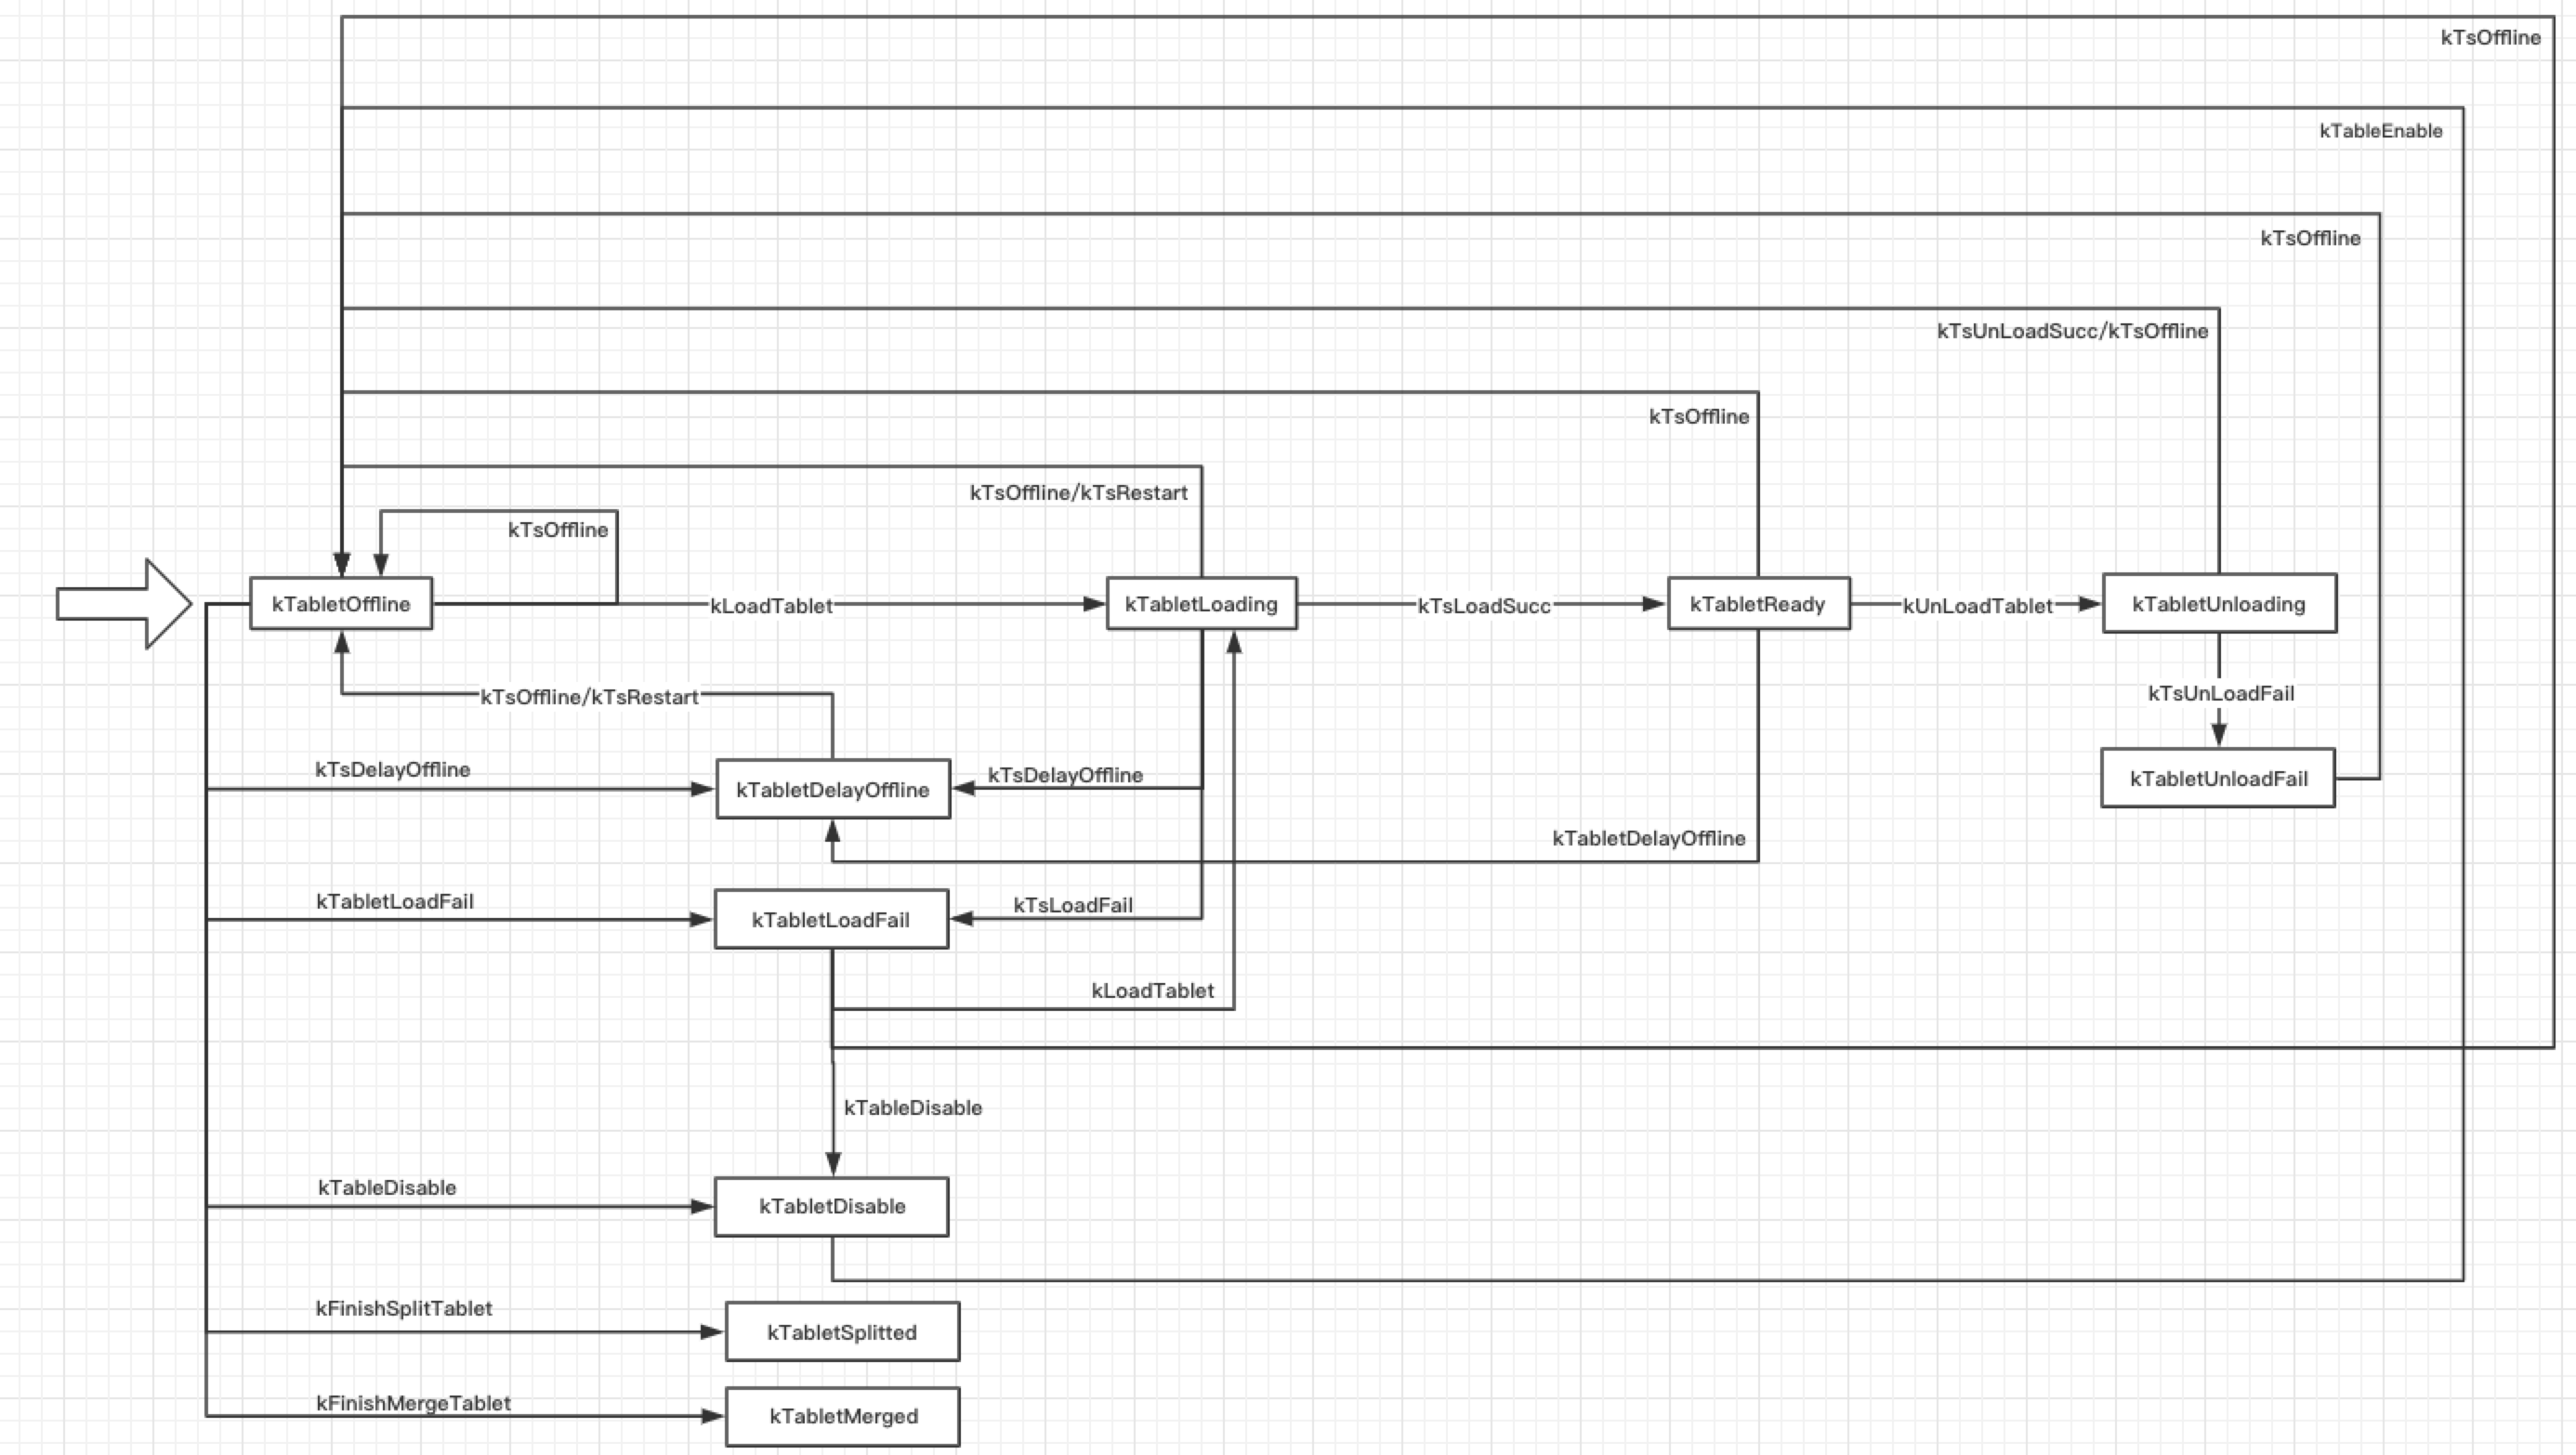 kTsOffline
kTableEnable
kTsOffline
kTsUnLoadSucc/kTsOffline
kTsOffline
kTsOffline/kTsRestart
kTsOffline
kTabletOffline
kLoadTablet
kTabletLoading
kTsLoadSucc
kTabletReady
kUnLoadTablet
kTabletUnloading
kTsOffline/kTsRestart
kTsUnLoadFail
kTsDelayOffline
kTabletDelayOffline
kTsDelayOffline
kTabletUnloadFail
kTabletDelayOffline
kTabletLoadFail
kTabletLoadFail
kTsLoadFail
kLoadTablet
kTableDisable
kTableDisable
kTabletDisable
kFinishSplitTablet
kTabletSplitted
kFinishMergeTablet
kTabletMerged